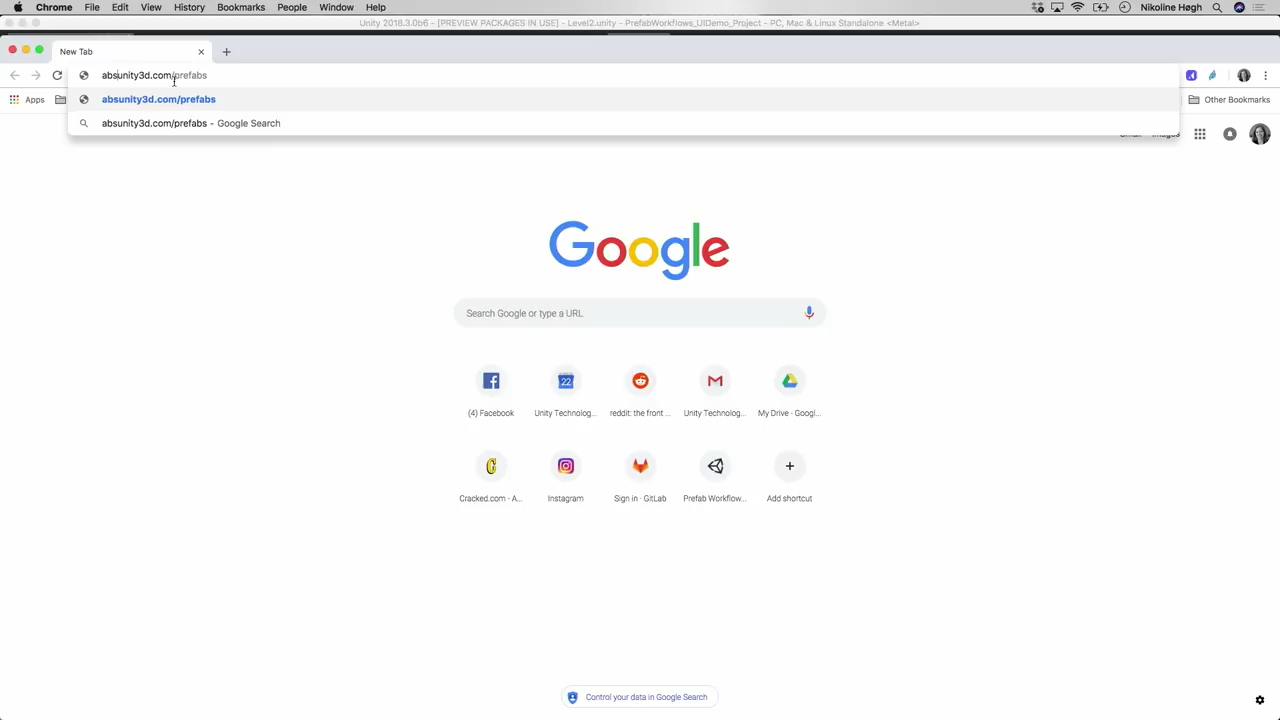 Chrome File Edit View History Bookmarks People Window Help Nikoline Høgh
Unity 2018.3.0b6 - [PREVIEW PACKAGES IN USE] - Level2.unity - PrefabWorkflows_UIDemo_Project - PC, Mac & Linux Standalone <Metal>
New Tab
absunity3d.com/prefabs
Apps Other Bookmarks
absunity3d.com/prefabs
absunity3d.com/prefabs - Google Search
Gmail Images
Google
Search Google or type a URL
22
(4) Facebook Unity Technolog... reddit: the front ... Unity Technolog... My Drive - Googl...
Cracked.com - A... Instagram Sign in · GitLab Prefab Workflow... Add shortcut
Control your data in Google Search